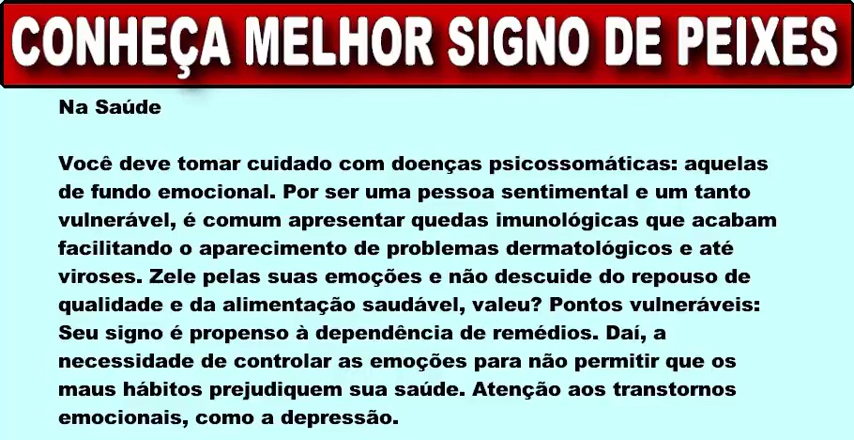 CONHEÇA MELHOR SIGNO DE PEIXES
Na Saúde
Você deve tomar cuidado com doenças psicossomáticas: aquelas
de fundo emocional. Por ser uma pessoa sentimental e um tanto
vulnerável, é comum apresentar quedas imunológicas que acabam
facilitando o aparecimento de problemas dermatológicos e até
viroses. Zele pelas suas emoções e não descuide do repouso de
qualidade e da alimentação saudável, valeu? Pontos vulneráveis:
Seu signo é propenso à dependência de remédios. Daí, a
necessidade de controlar as emoções para não permitir que os
maus hábitos prejudiquem sua saúde. Atenção aos transtornos
emocionais, como a depressão.